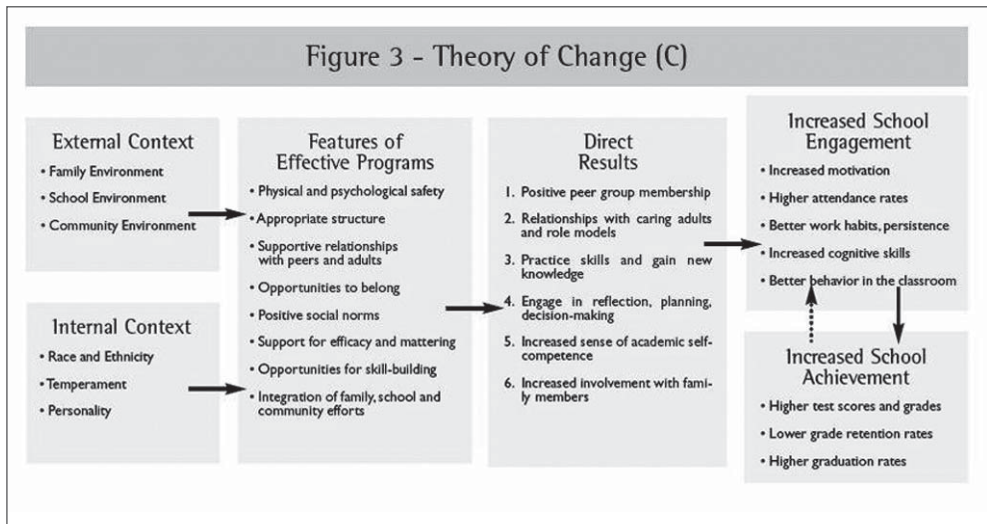 Figure 3 - Theory of Change (C)
External Context
• Family Environment
• School Environment
• Community Environment
Internal Context
• Race and Ethnicity
• Temperament
• Personality
Features of
Effective Programs
• Physical and psychological safety
• Appropriate structure
• Supportive relationships
with peers and adults
• Opportunities to belong
• Positive social norms
• Support for efficacy and mattering
• Opportunities for skill-building
• Integration of family, school and
community efforts
Direct
Results
1. Positive peer group membership
2. Relationships with caring adults
and role models
3. Practice skills and gain new
knowledge
4. Engage in reflection, planning,
decision-making
5. Increased sense of academic self-
competence
6. Increased involvement with fami-
ly members
Increased School
Engagement
• Increased motivation
• Higher attendance rates
• Better work habits, persistence
• Increased cognitive skills
• Better behavior in the classroom
Increased School
Achievement
• Higher test scores and grades
• Lower grade retention rates
• Higher graduation rates